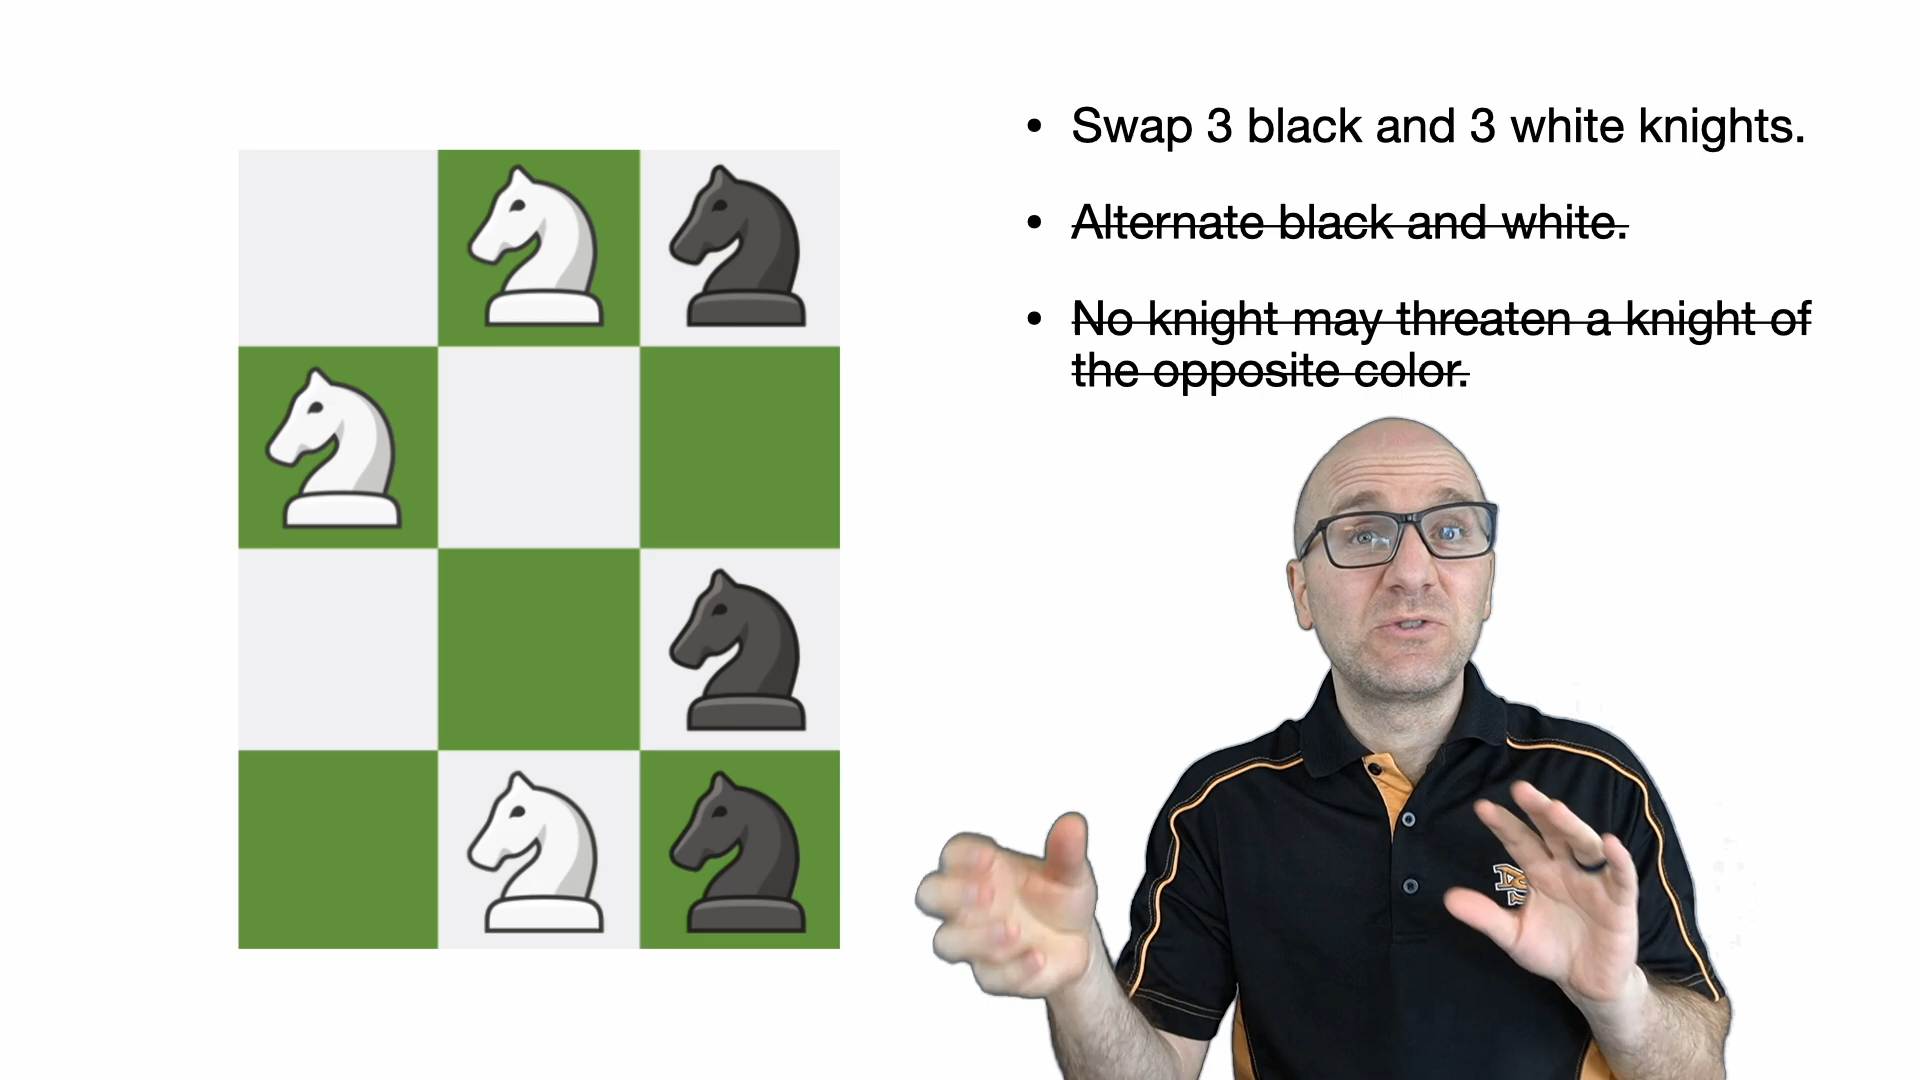 • Swap 3 black and 3 white knights.
• Alternate black and white.
• No knight may threaten a knight of
the opposite color.